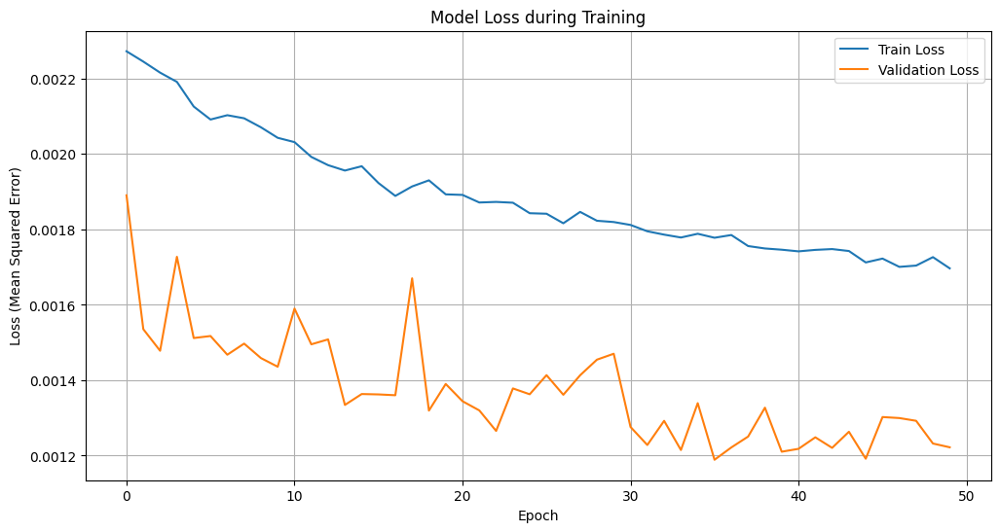 Model Loss during Training
Train Loss
Validation Loss
Loss (Mean Squared Error)
0.0022
0.0020
0.0018
0.0016
0.0014
0.0012
0 10 20 30 40 50
Epoch